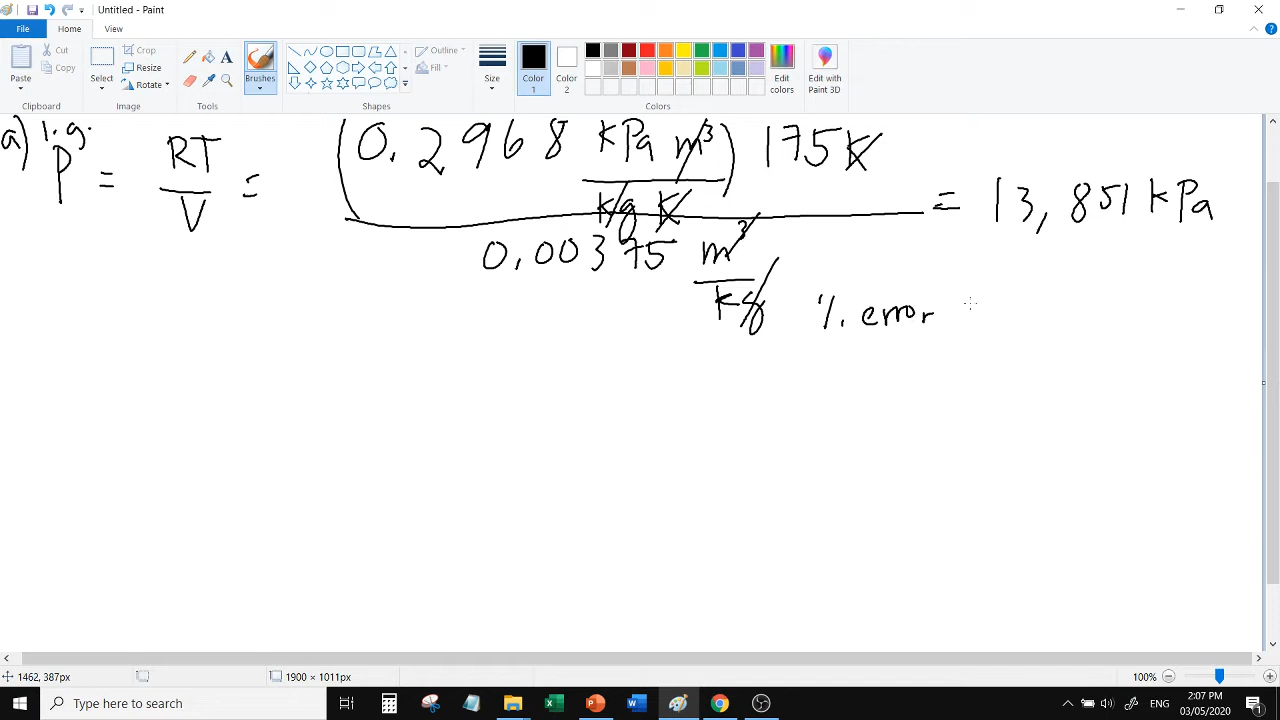 Untitled - Paint
File Home View
Paste Cut Copy Clipboard
Select Crop Resize Rotate Image
Tools
Brushes
Outline Fill Shapes
Size
Color 1 Color 2 Edit colors Colors
Edit with Paint 3D
a) i.g.
P = RT / V = (0.2968 kPa m³ / kg K) 175 K / 0.00375 m³ / kg = 13,851 kPa
% error
1462, 387px 1900 × 1011px 100%
Type here to search ENG 2:07 PM
03/05/2020